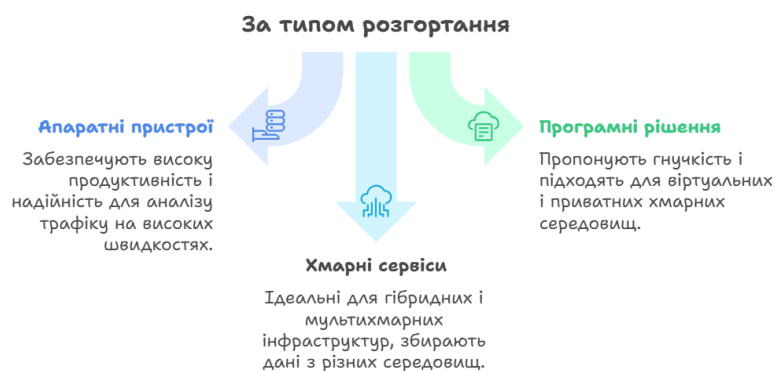 За типом розгортання
Апаратні пристрої
Забезпечують високу
продуктивність і
надійність для аналізу
трафіку на високих
швидкостях.
Хмарні сервіси
Ідеальні для гібридних і
мультихмарних
інфраструктур, збирають
дані з різних середовищ.
Програмні рішення
Пропонують гнучкість і
підходять для віртуальних
і приватних хмарних
середовищ.